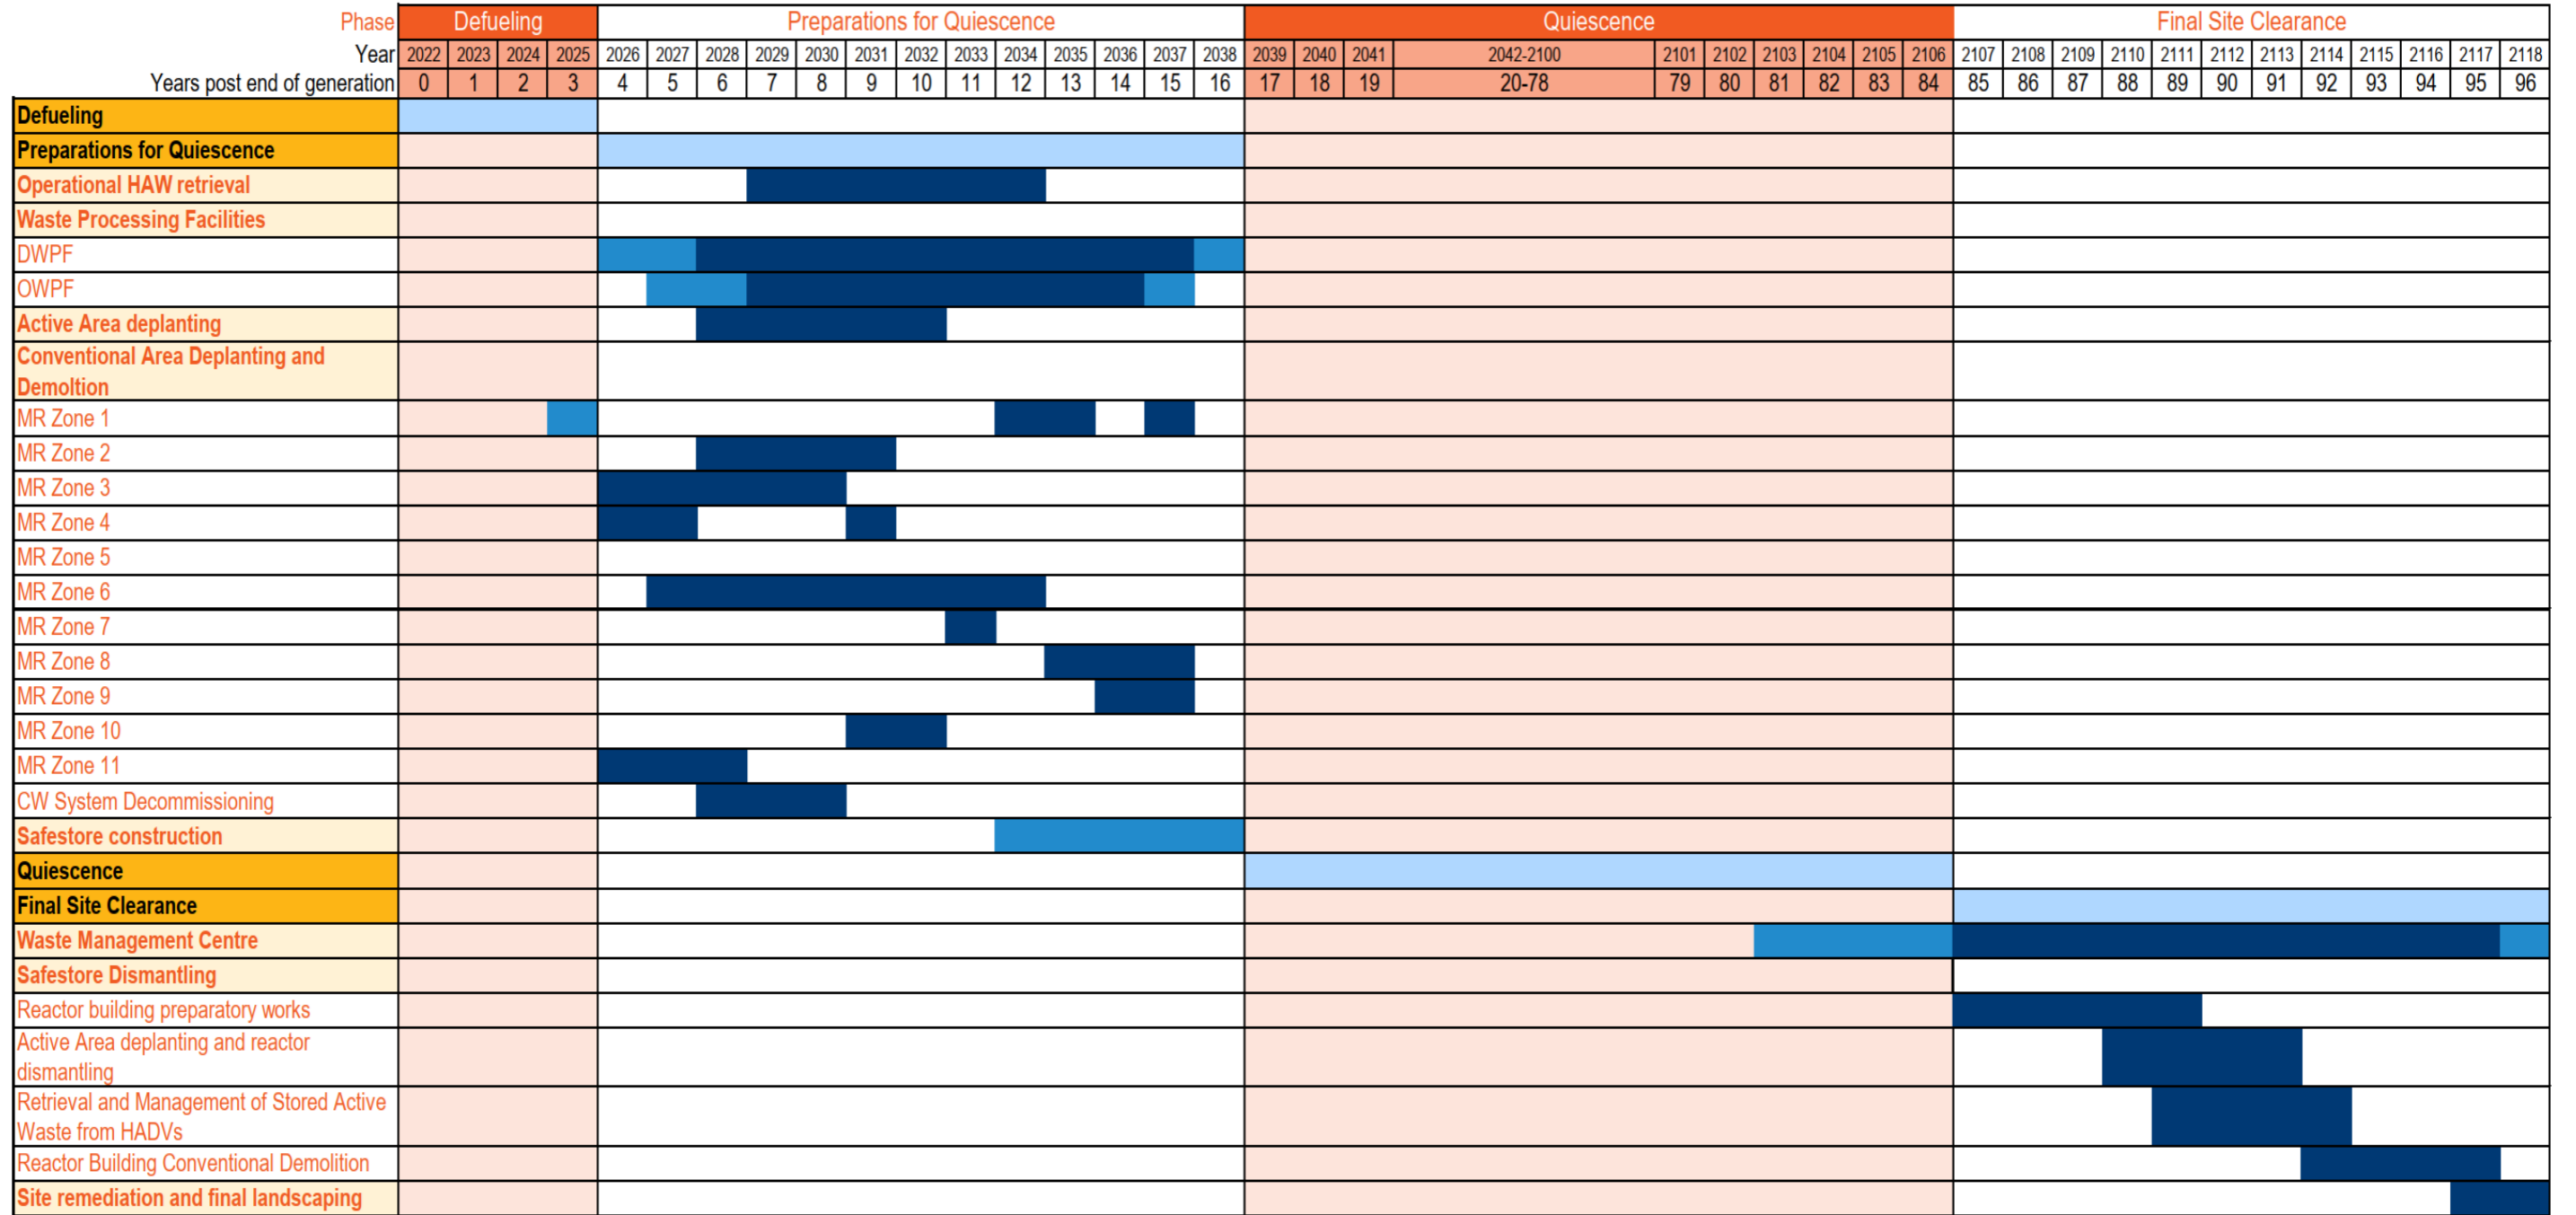 Phase Defueling Preparations for Quiescence Quiescence Final Site Clearance
Year 2022 2023 2024 2025 2026 2027 2028 2029 2030 2031 2032 2033 2034 2035 2036 2037 2038 2039 2040 2041 2042-2100 2101 2102 2103 2104 2105 2106 2107 2108 2109 2110 2111 2112 2113 2114 2115 2116 2117 2118
Years post end of generation 0 1 2 3 4 5 6 7 8 9 10 11 12 13 14 15 16 17 18 19 20-78 79 80 81 82 83 84 85 86 87 88 89 90 91 92 93 94 95 96
Defueling
Preparations for Quiescence
Operational HAW retrieval
Waste Processing Facilities
DWPF
OWPF
Active Area deplanting
Conventional Area Deplanting and
Demoltion
MR Zone 1
MR Zone 2
MR Zone 3
MR Zone 4
MR Zone 5
MR Zone 6
MR Zone 7
MR Zone 8
MR Zone 9
MR Zone 10
MR Zone 11
CW System Decommissioning
Safestore construction
Quiescence
Final Site Clearance
Waste Management Centre
Safestore Dismantling
Reactor building preparatory works
Active Area deplanting and reactor
dismantling
Retrieval and Management of Stored Active
Waste from HADVs
Reactor Building Conventional Demolition
Site remediation and final landscaping